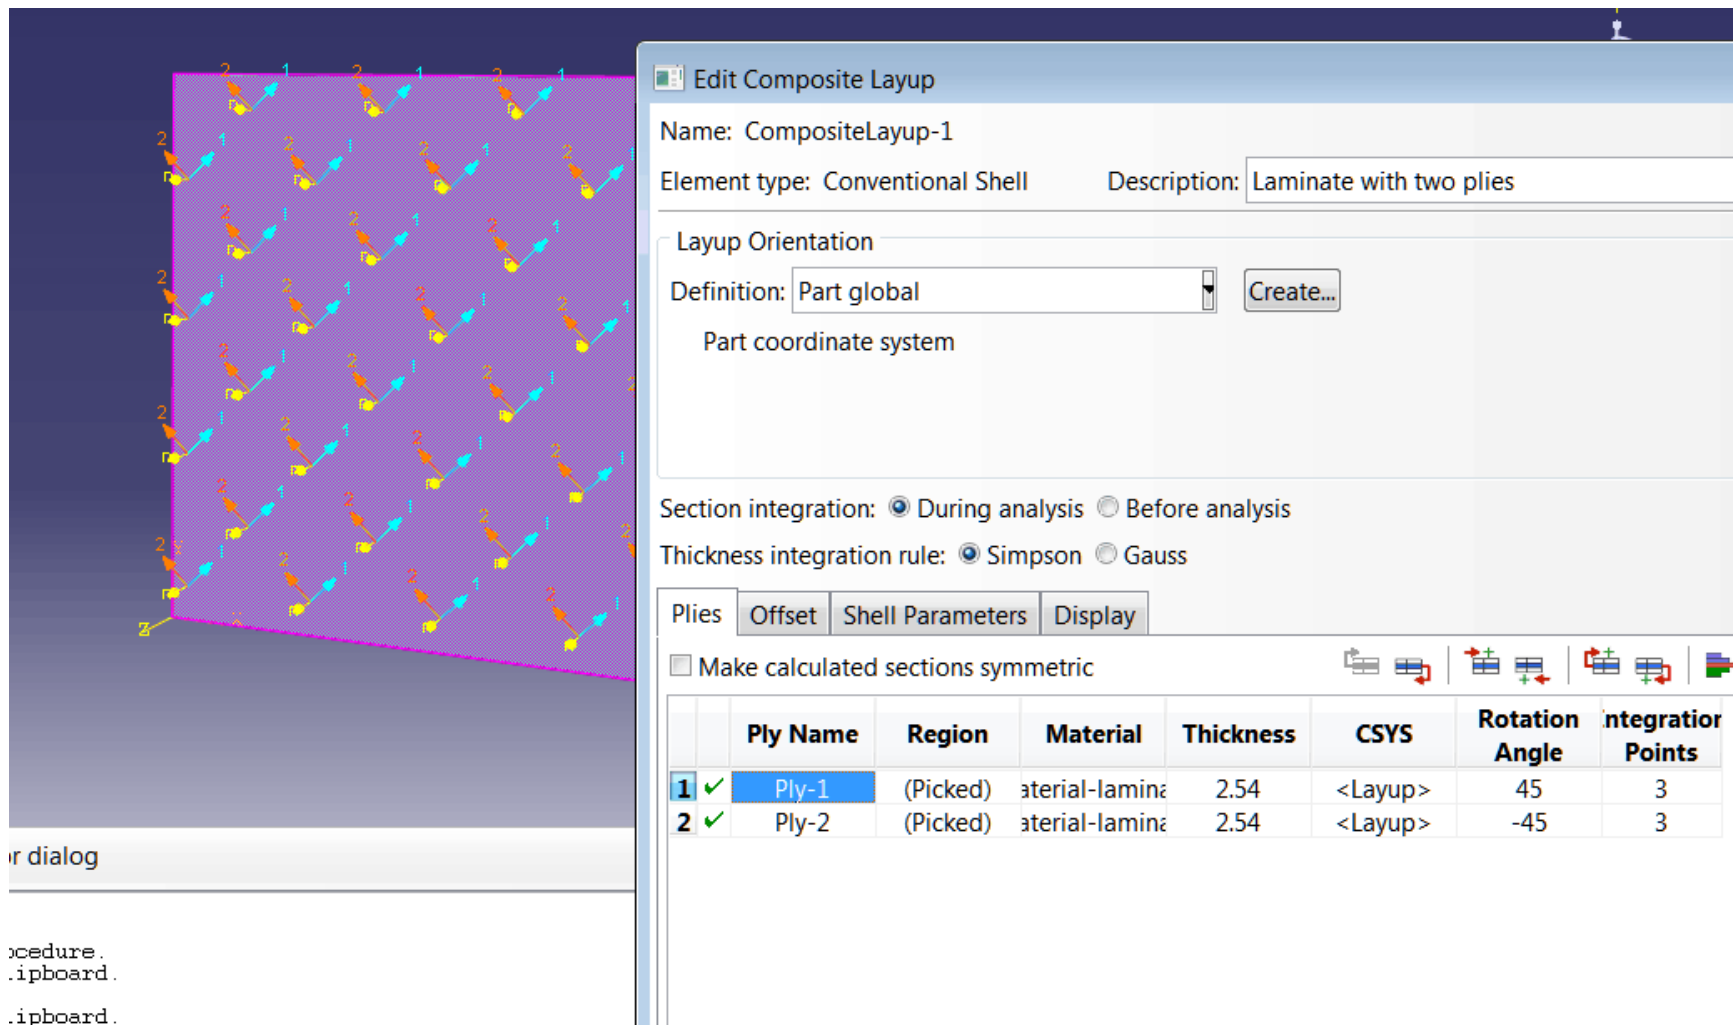 Edit Composite Layup
Name: CompositeLayup-1
Element type: Conventional Shell Description: Laminate with two plies
Layup Orientation
Definition: Part global Create...
Part coordinate system
Section integration: During analysis Before analysis
Thickness integration rule: Simpson Gauss
Plies Offset Shell Parameters Display
Make calculated sections symmetric
Ply Name Region Material Thickness CSYS Rotation Angle ntegration Points
1 Ply-1 (Picked) aterial-lamina 2.54 <Layup> 45 3
2 Ply-2 (Picked) aterial-lamina 2.54 <Layup> -45 3
Z
r dialog
ocedure.
ipboard.
ipboard.